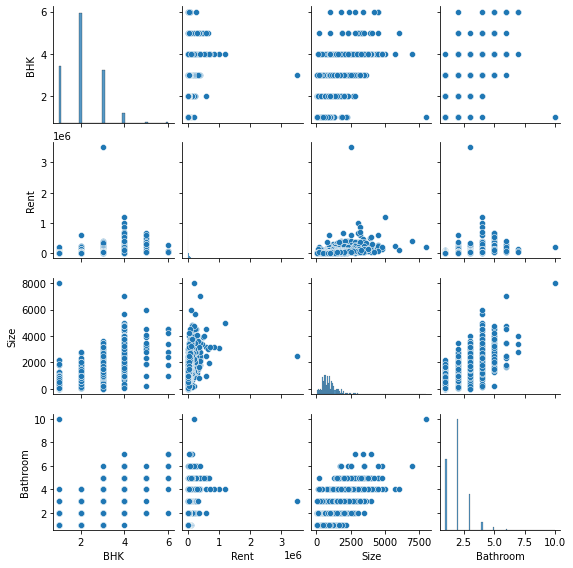 6
4
2
BHK
1e6
3
2
1
0
Rent
8000
6000
4000
2000
0
Size
10
8
6
4
2
Bathroom
2 4 6
BHK
0 1 2 3
1e6
Rent
0 2500 5000 7500
Size
2.5 5.0 7.5 10.0
Bathroom